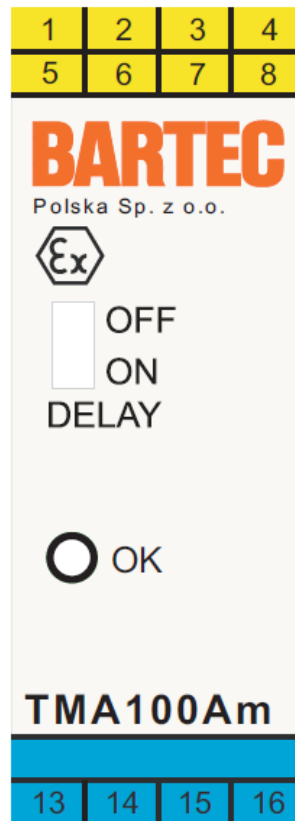 1 2 3 4
5 6 7 8
BARTEC
Polska Sp. z o.o.
Ex
OFF
ON
DELAY
OK
TMA100Am
13 14 15 16